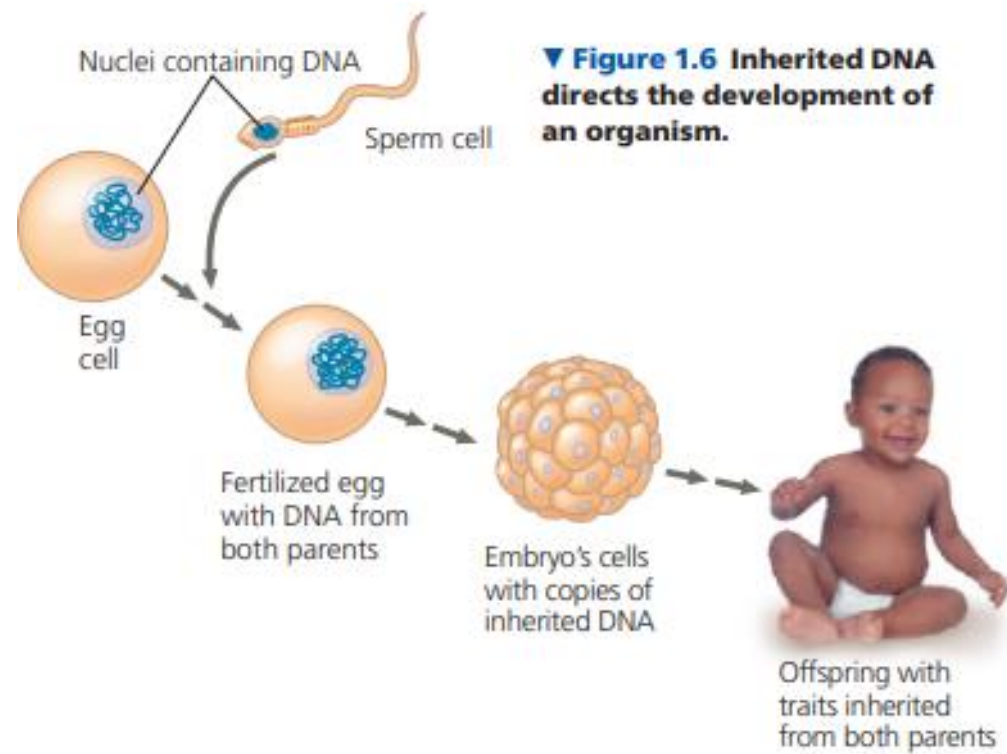 Nuclei containing DNA
Sperm cell
▼ Figure 1.6 Inherited DNA
directs the development of
an organism.
Egg
cell
Fertilized egg
with DNA from
both parents
Embryo's cells
with copies of
inherited DNA
Offspring with
traits inherited
from both parents